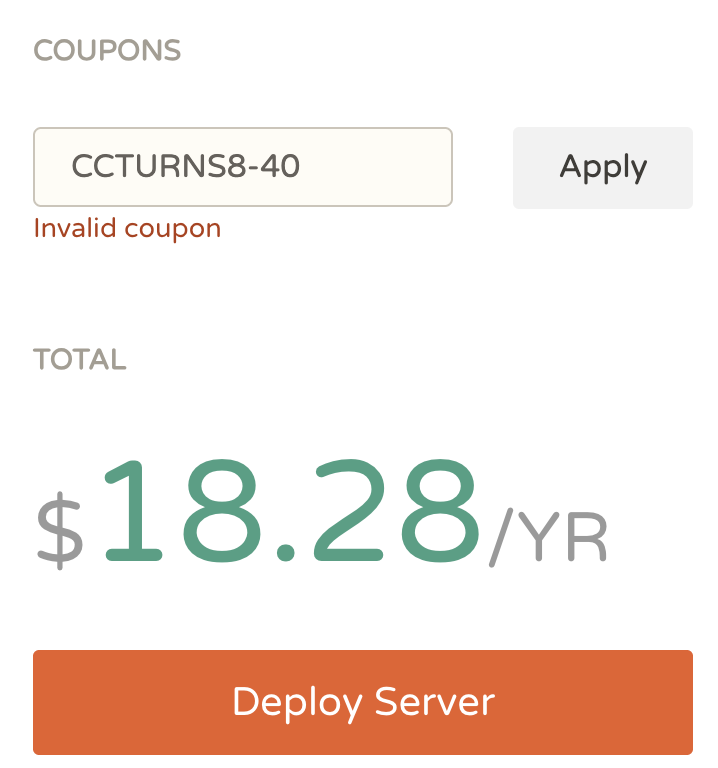 COUPONS
CCTURNS8-40 Apply
Invalid coupon
TOTAL
$18.28/YR
Deploy Server